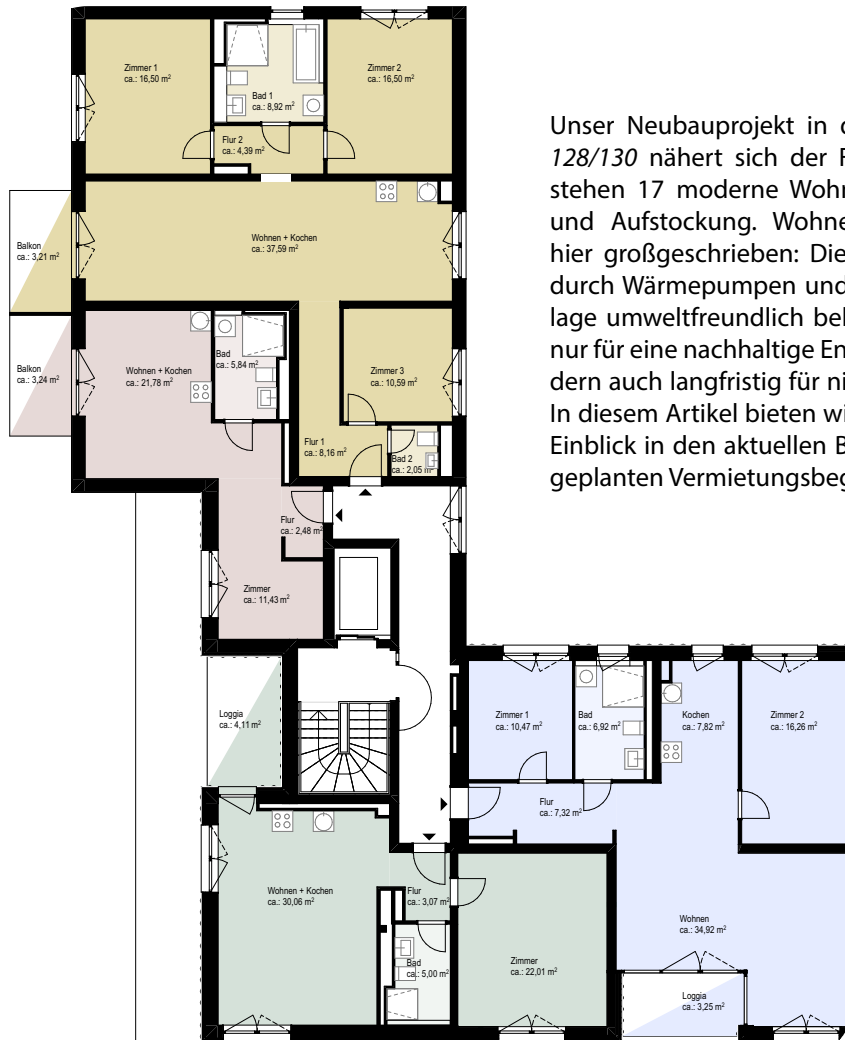 Zimmer 1
ca.: 16,50 m²
Bad 1
ca.: 8,92 m²
Zimmer 2
ca.: 16,50 m²
Flur 2
ca.: 4,39 m²
Wohnen + Kochen
ca.: 37,59 m²
Balkon
ca.: 3,21 m²
Balkon
ca.: 3,24 m²
Wohnen + Kochen
ca.: 21,78 m²
Bad
ca.: 5,84 m²
Zimmer 3
ca.: 10,59 m²
Flur 1
ca.: 8,16 m²
Bad 2
ca.: 2,05 m²
Flur
ca.: 2,48 m²
Zimmer
ca.: 11,43 m²
Loggia
ca.: 4,11 m²
Zimmer 1
ca.: 10,47 m²
Bad
ca.: 6,92 m²
Kochen
ca.: 7,82 m²
Zimmer 2
ca.: 16,26 m²
Flur
ca.: 7,32 m²
Wohnen + Kochen
ca.: 30,06 m²
Flur
ca.: 3,07 m²
Bad
ca.: 5,00 m²
Zimmer
ca.: 22,01 m²
Wohnen
ca.: 34,92 m²
Loggia
ca.: 3,25 m²
Unser Neubauprojekt in
128/130 nähert sich der
stehen 17 moderne
und Aufstockung.
hier großgeschrieben: Die
durch Wärmepumpen und
lage umweltfreundlich
nur für eine nachhaltige
dern auch langfristig für
In diesem Artikel bieten
Einblick in den aktuellen
geplanten